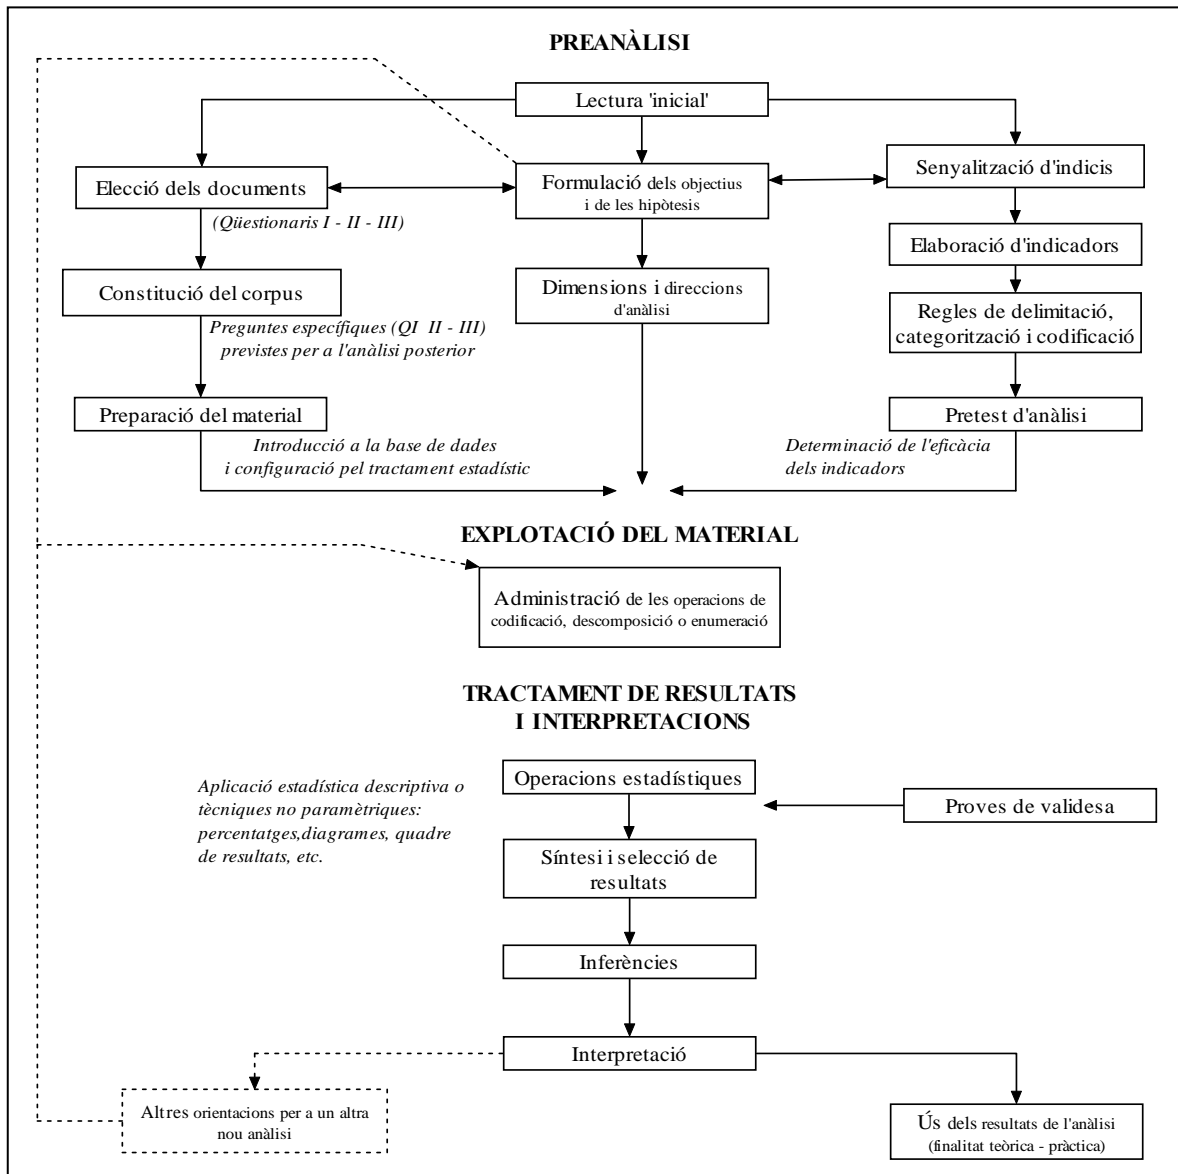 PREANÀLISI
Lectura 'inicial'
Elecció dels documents
(Qüestionaris I - II - III)
Formulació dels objectius
i de les hipòtesis
Senyalització d'indicis
Elaboració d'indicadors
Constitució del corpus
Preguntes específiques (QI  II - III)
previstes per a l'anàlisi posterior
Dimensions i direccions
d'anàlisi
Regles de delimitació,
categorització i codificació
Preparació del material
Introducció a la base de dades
i configuració pel tractament estadístic
Pretest d'anàlisi
Determinació de l'eficàcia
dels indicadors
EXPLOTACIÓ DEL MATERIAL
Administració de les operacions de
codificació, descomposició o enumeració
TRACTAMENT DE RESULTATS
I INTERPRETACIONS
Operacions estadístiques
Aplicació estadística descriptiva o
tècniques no paramètriques:
percentatges,diagrames, quadre
de resultats, etc.
Proves de validesa
Síntesi i selecció de
resultats
Inferències
Interpretació
Altres orientacions per a un altra
nou anàlisi
Ús dels resultats de l'anàlisi
(finalitat teòrica - pràctica)